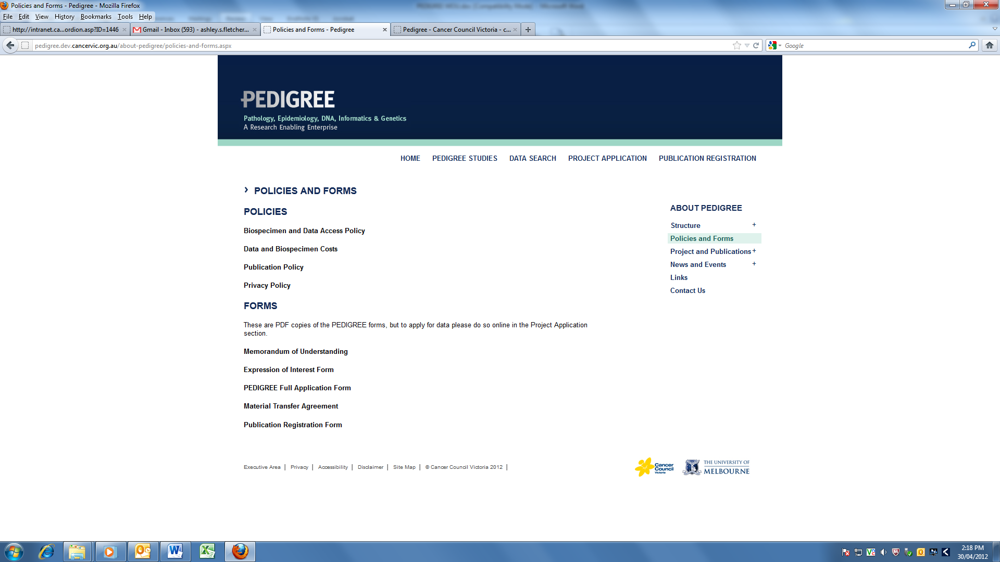 Policies and Forms - Pedigree - Mozilla Firefox
File Edit View History Bookmarks Tools Help
http://intranet.ca...ordion.asp?ID=1446
Gmail - Inbox (593) - ashley.s.fletcher...
Policies and Forms - Pedigree
Pedigree - Cancer Council Victoria - c...
pedigree.dev.cancervic.org.au/about-pedigree/policies-and-forms.aspx
Google
PEDIGREE
Pathology, Epidemiology, DNA, Informatics & Genetics
A Research Enabling Enterprise
HOME PEDIGREE STUDIES DATA SEARCH PROJECT APPLICATION PUBLICATION REGISTRATION
› POLICIES AND FORMS
POLICIES
Biospecimen and Data Access Policy
Data and Biospecimen Costs
Publication Policy
Privacy Policy
FORMS
These are PDF copies of the PEDIGREE forms, but to apply for data please do so online in the Project Application
section.
Memorandum of Understanding
Expression of Interest Form
PEDIGREE Full Application Form
Material Transfer Agreement
Publication Registration Form
ABOUT PEDIGREE
Structure +
Policies and Forms
Project and Publications +
News and Events +
Links
Contact Us
Executive Area | Privacy | Accessibility | Disclaimer | Site Map | © Cancer Council Victoria 2012 |
Cancer
Council
Victoria
THE UNIVERSITY OF
MELBOURNE
2:18 PM
30/04/2012